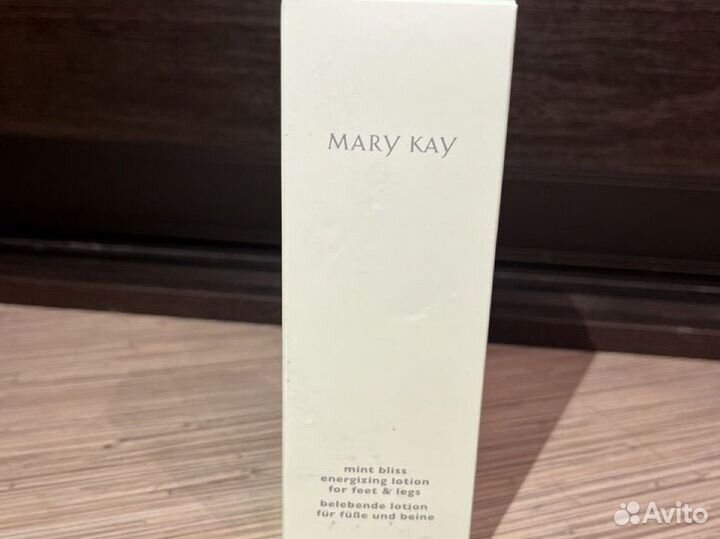 MARY KAY
mint bliss
energizing lotion
for feet & legs
belebende lotion
für füße und beine
Avito